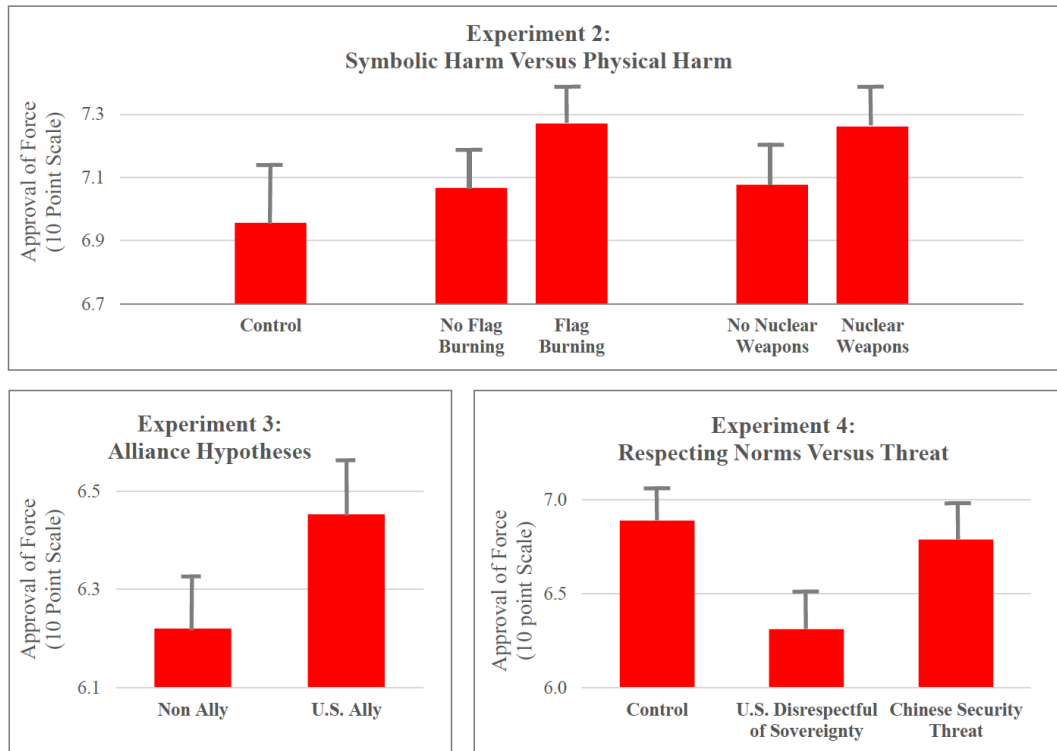 Experiment 2:
Symbolic Harm Versus Physical Harm
Approval of Force
(10 Point Scale)
7.3
7.1
6.9
6.7
Control
No Flag
Burning
Flag
Burning
No Nuclear
Weapons
Nuclear
Weapons
Experiment 3:
Alliance Hypotheses
Approval of Force
(10 Point Scale)
6.5
6.3
6.1
Non Ally
U.S. Ally
Experiment 4:
Respecting Norms Versus Threat
Approval of Force
(10 point Scale)
7.0
6.5
6.0
Control
U.S. Disrespectful
of Sovereignty
Chinese Security
Threat